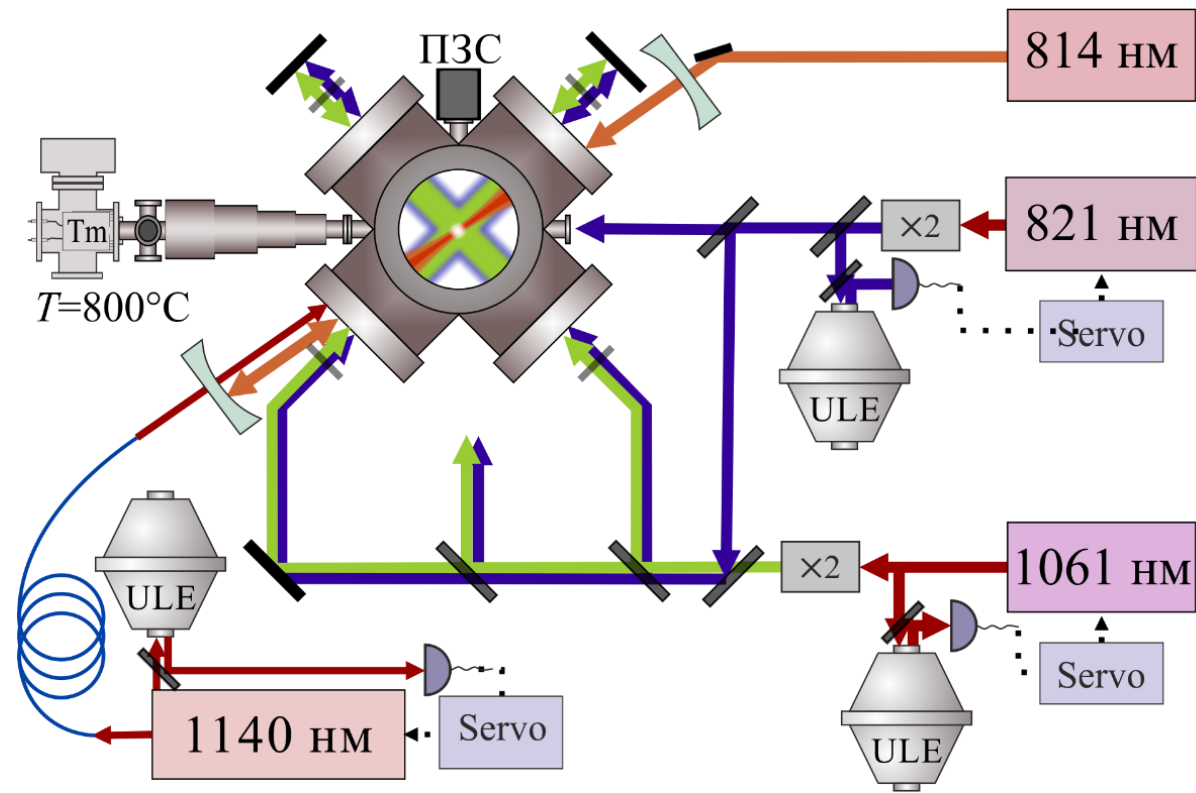 ПЗС
814 нм
Tm
T=800°C
×2
821 нм
Servo
ULE
ULE
×2
1061 нм
Servo
ULE
1140 нм
Servo